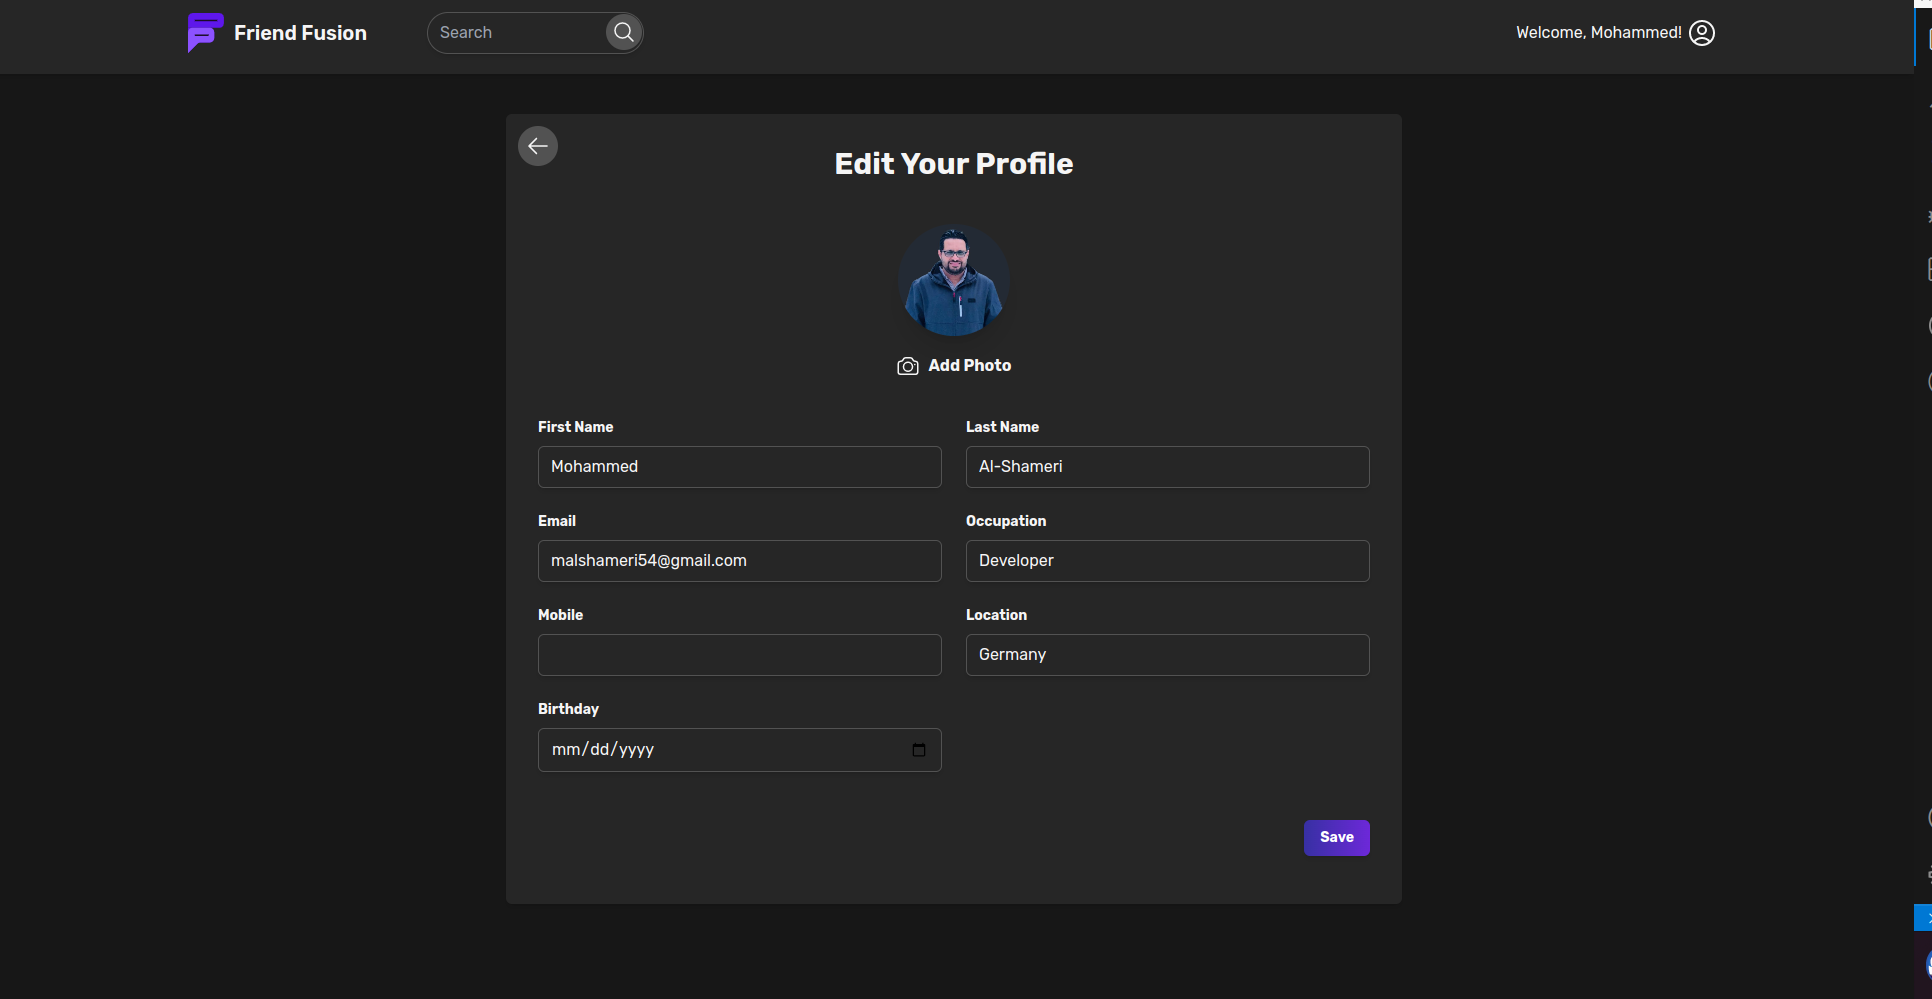 Friend Fusion
Search
Welcome, Mohammed!
Edit Your Profile
Add Photo
First Name
Last Name
Mohammed
Al-Shameri
Email
Occupation
malshameri54@gmail.com
Developer
Mobile
Location
Germany
Birthday
mm/dd/yyyy
Save